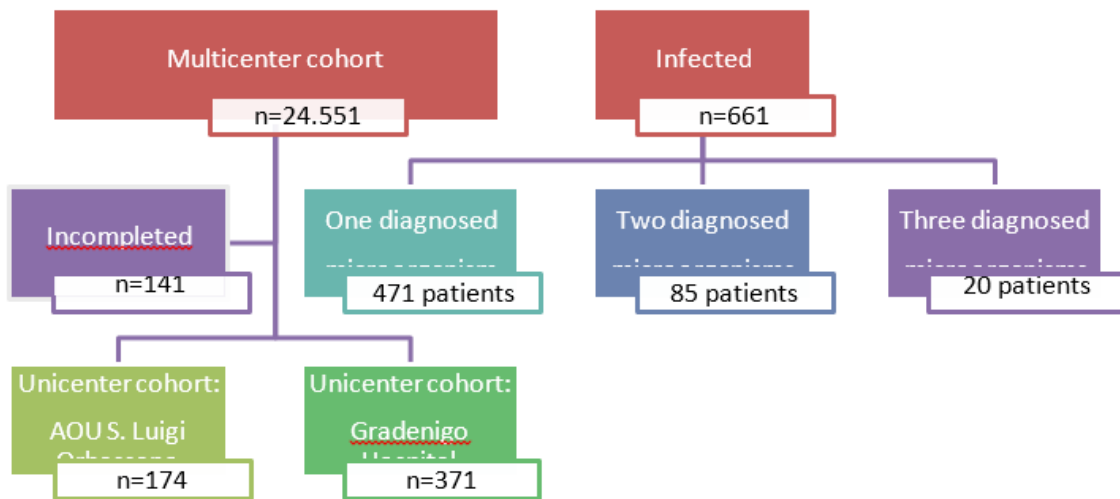 Multicenter cohort
n=24.551
Infected
n=661
Incompleted
n=141
One diagnosed
471 patients
Two diagnosed
85 patients
Three diagnosed
20 patients
Unicenter cohort:
AOU S. Luigi
n=174
Unicenter cohort:
Gradenigo
Hospital
n=371